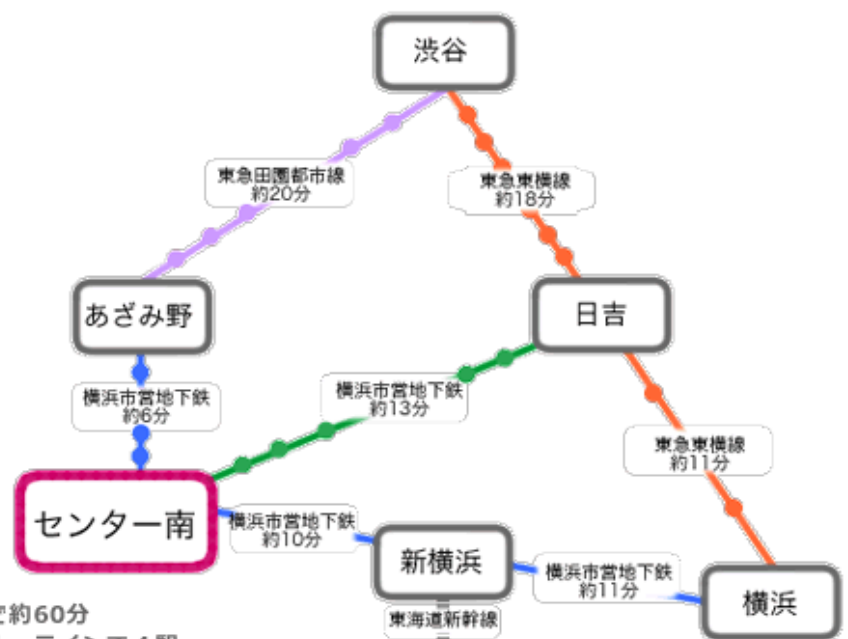 渋谷
東急田園都市線
約20分
東急東横線
約18分
あざみ野
日吉
横浜市営地下鉄
約6分
横浜市営地下鉄
約13分
東急東横線
約11分
センター南
横浜市営地下鉄
約10分
新横浜
横浜市営地下鉄
約11分
横浜
東海道新幹線
で約60分